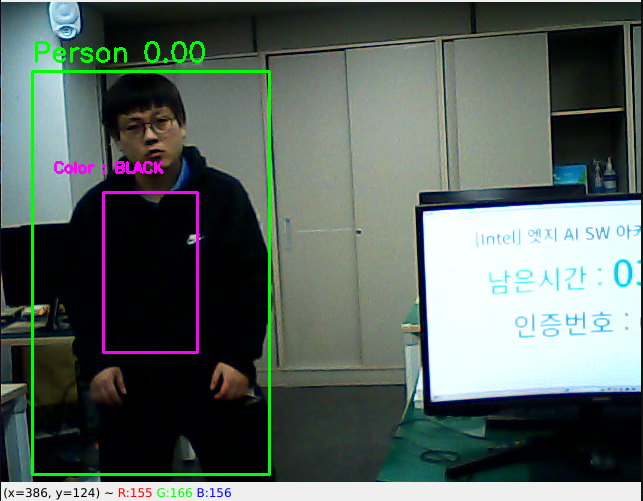 Person 0.00
Color : BLACK
[Intel] 엣지 AI SW 아카
남은시간 : 03
인증번호 :
(x=386, y=124) ~ R:155 G:166 B:156